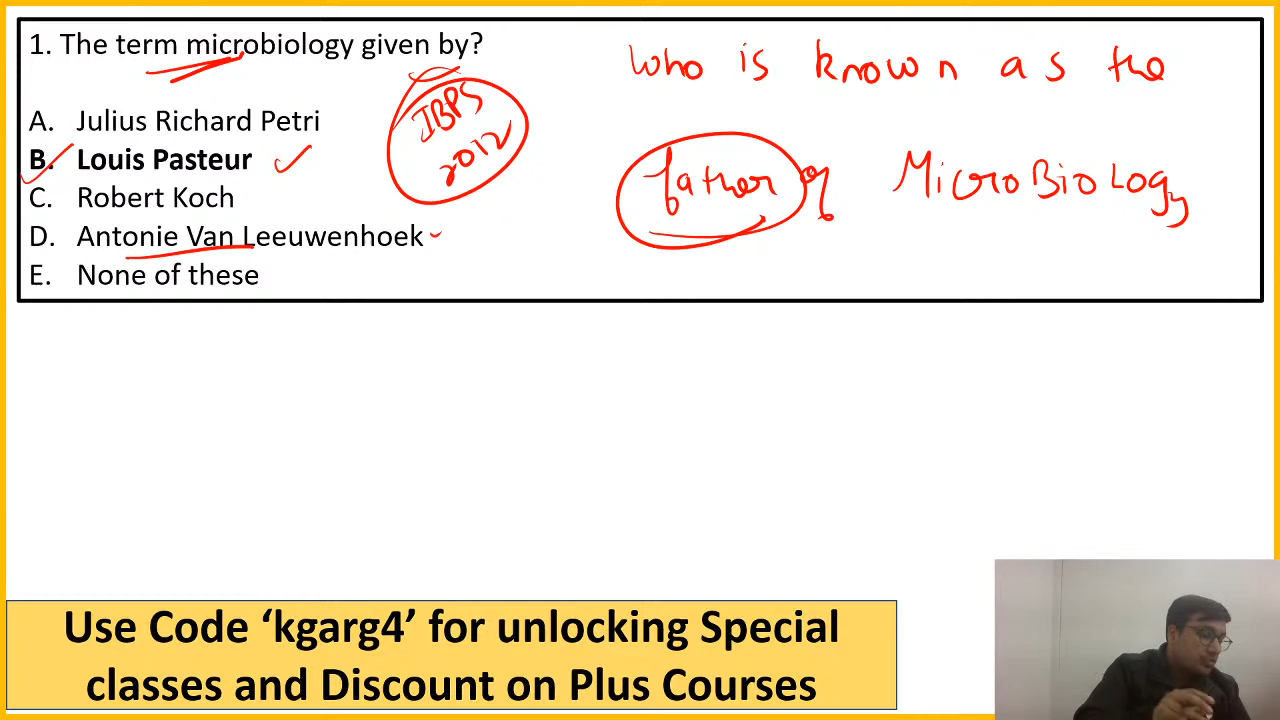 1. The term microbiology given by?
A. Julius Richard Petri
B. Louis Pasteur
C. Robert Koch
D. Antonie Van Leeuwenhoek
E. None of these
IBPS
2012
Who is known as the
father of MicroBioLogy
Use Code ‘kgarg4’ for unlocking Special
classes and Discount on Plus Courses